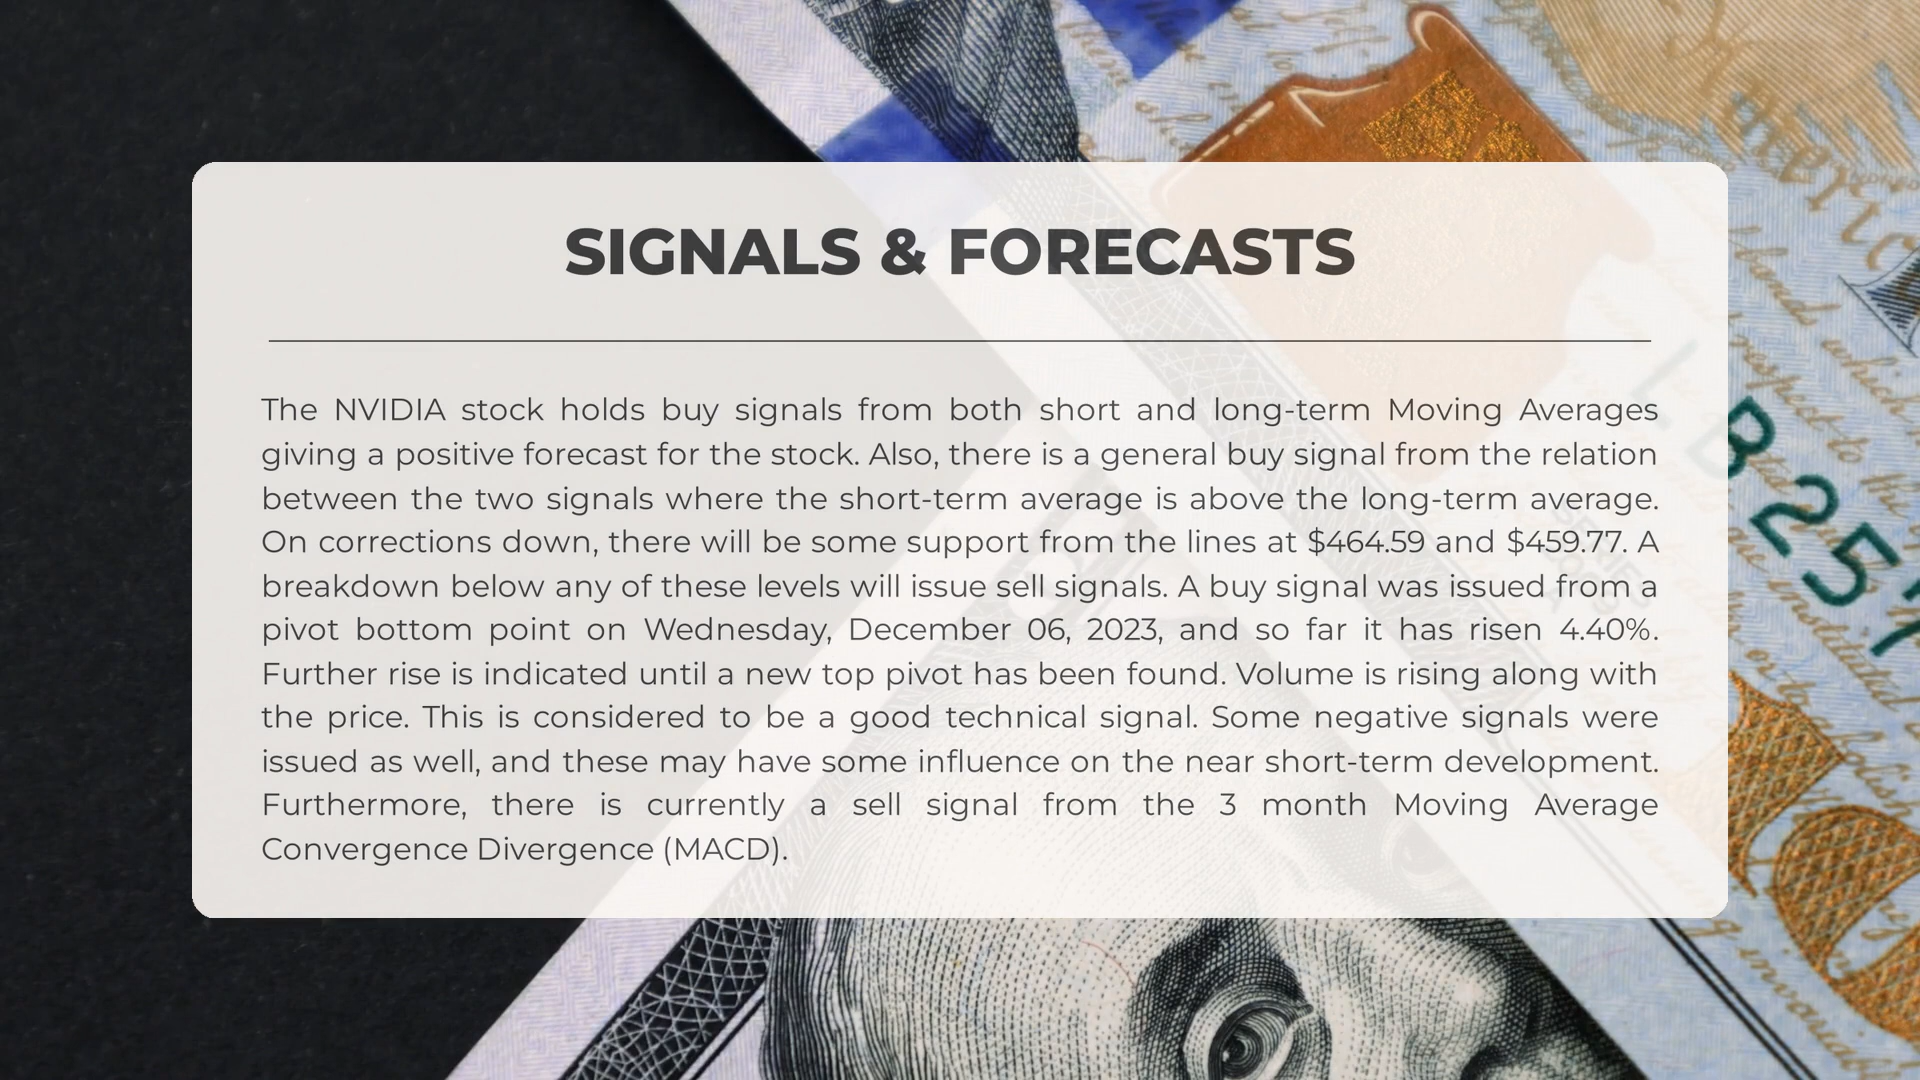 SIGNALS & FORECASTS
The NVIDIA stock holds buy signals from both short and long-term Moving Averages
giving a positive forecast for the stock. Also, there is a general buy signal from the relation
between the two signals where the short-term average is above the long-term average.
On corrections down, there will be some support from the lines at $464.59 and $459.77. A
breakdown below any of these levels will issue sell signals. A buy signal was issued from a
pivot bottom point on Wednesday, December 06, 2023, and so far it has risen 4.40%.
Further rise is indicated until a new top pivot has been found. Volume is rising along with
the price. This is considered to be a good technical signal. Some negative signals were
issued as well, and these may have some influence on the near short-term development.
Furthermore, there is currently a sell signal from the 3 month Moving Average
Convergence Divergence (MACD).